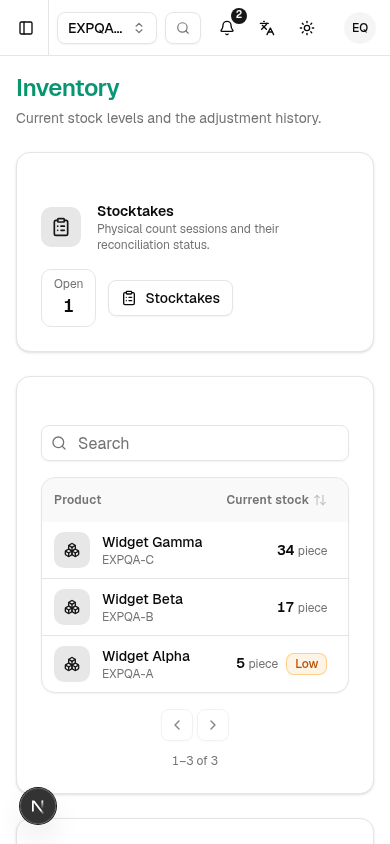 EXPQA...
2
EQ
Inventory
Current stock levels and the adjustment history.
Stocktakes
Physical count sessions and their
reconciliation status.
Open
1
Stocktakes
Search
Product
Current stock
Widget Gamma
EXPQA-C
34 piece
Widget Beta
EXPQA-B
17 piece
Widget Alpha
EXPQA-A
5 piece
Low
1–3 of 3
N